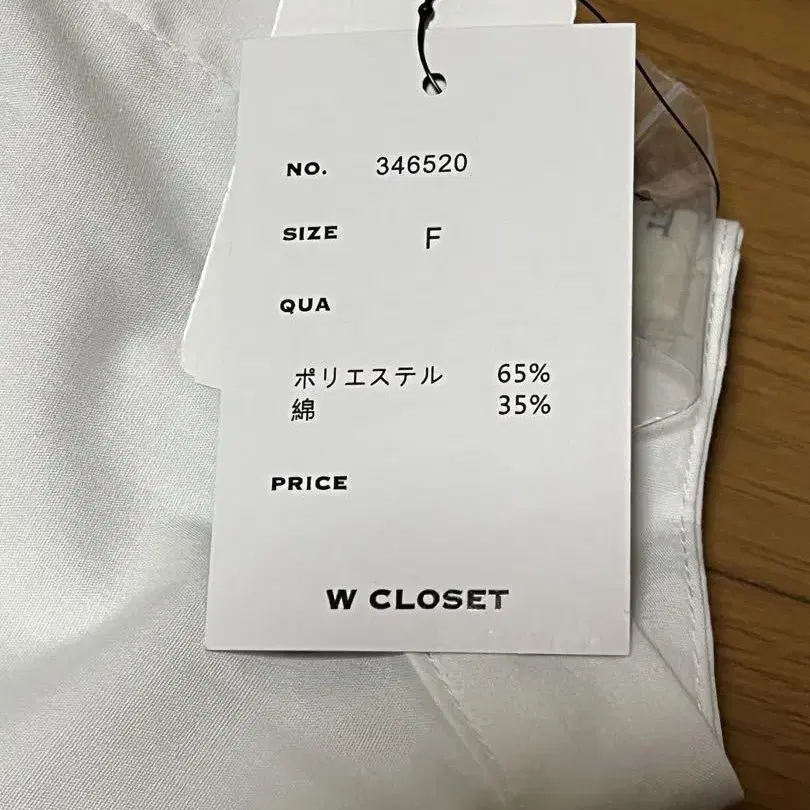 NO. 346520
SIZE F
QUA
ポリエステル 65%
綿 35%
PRICE
W CLOSET